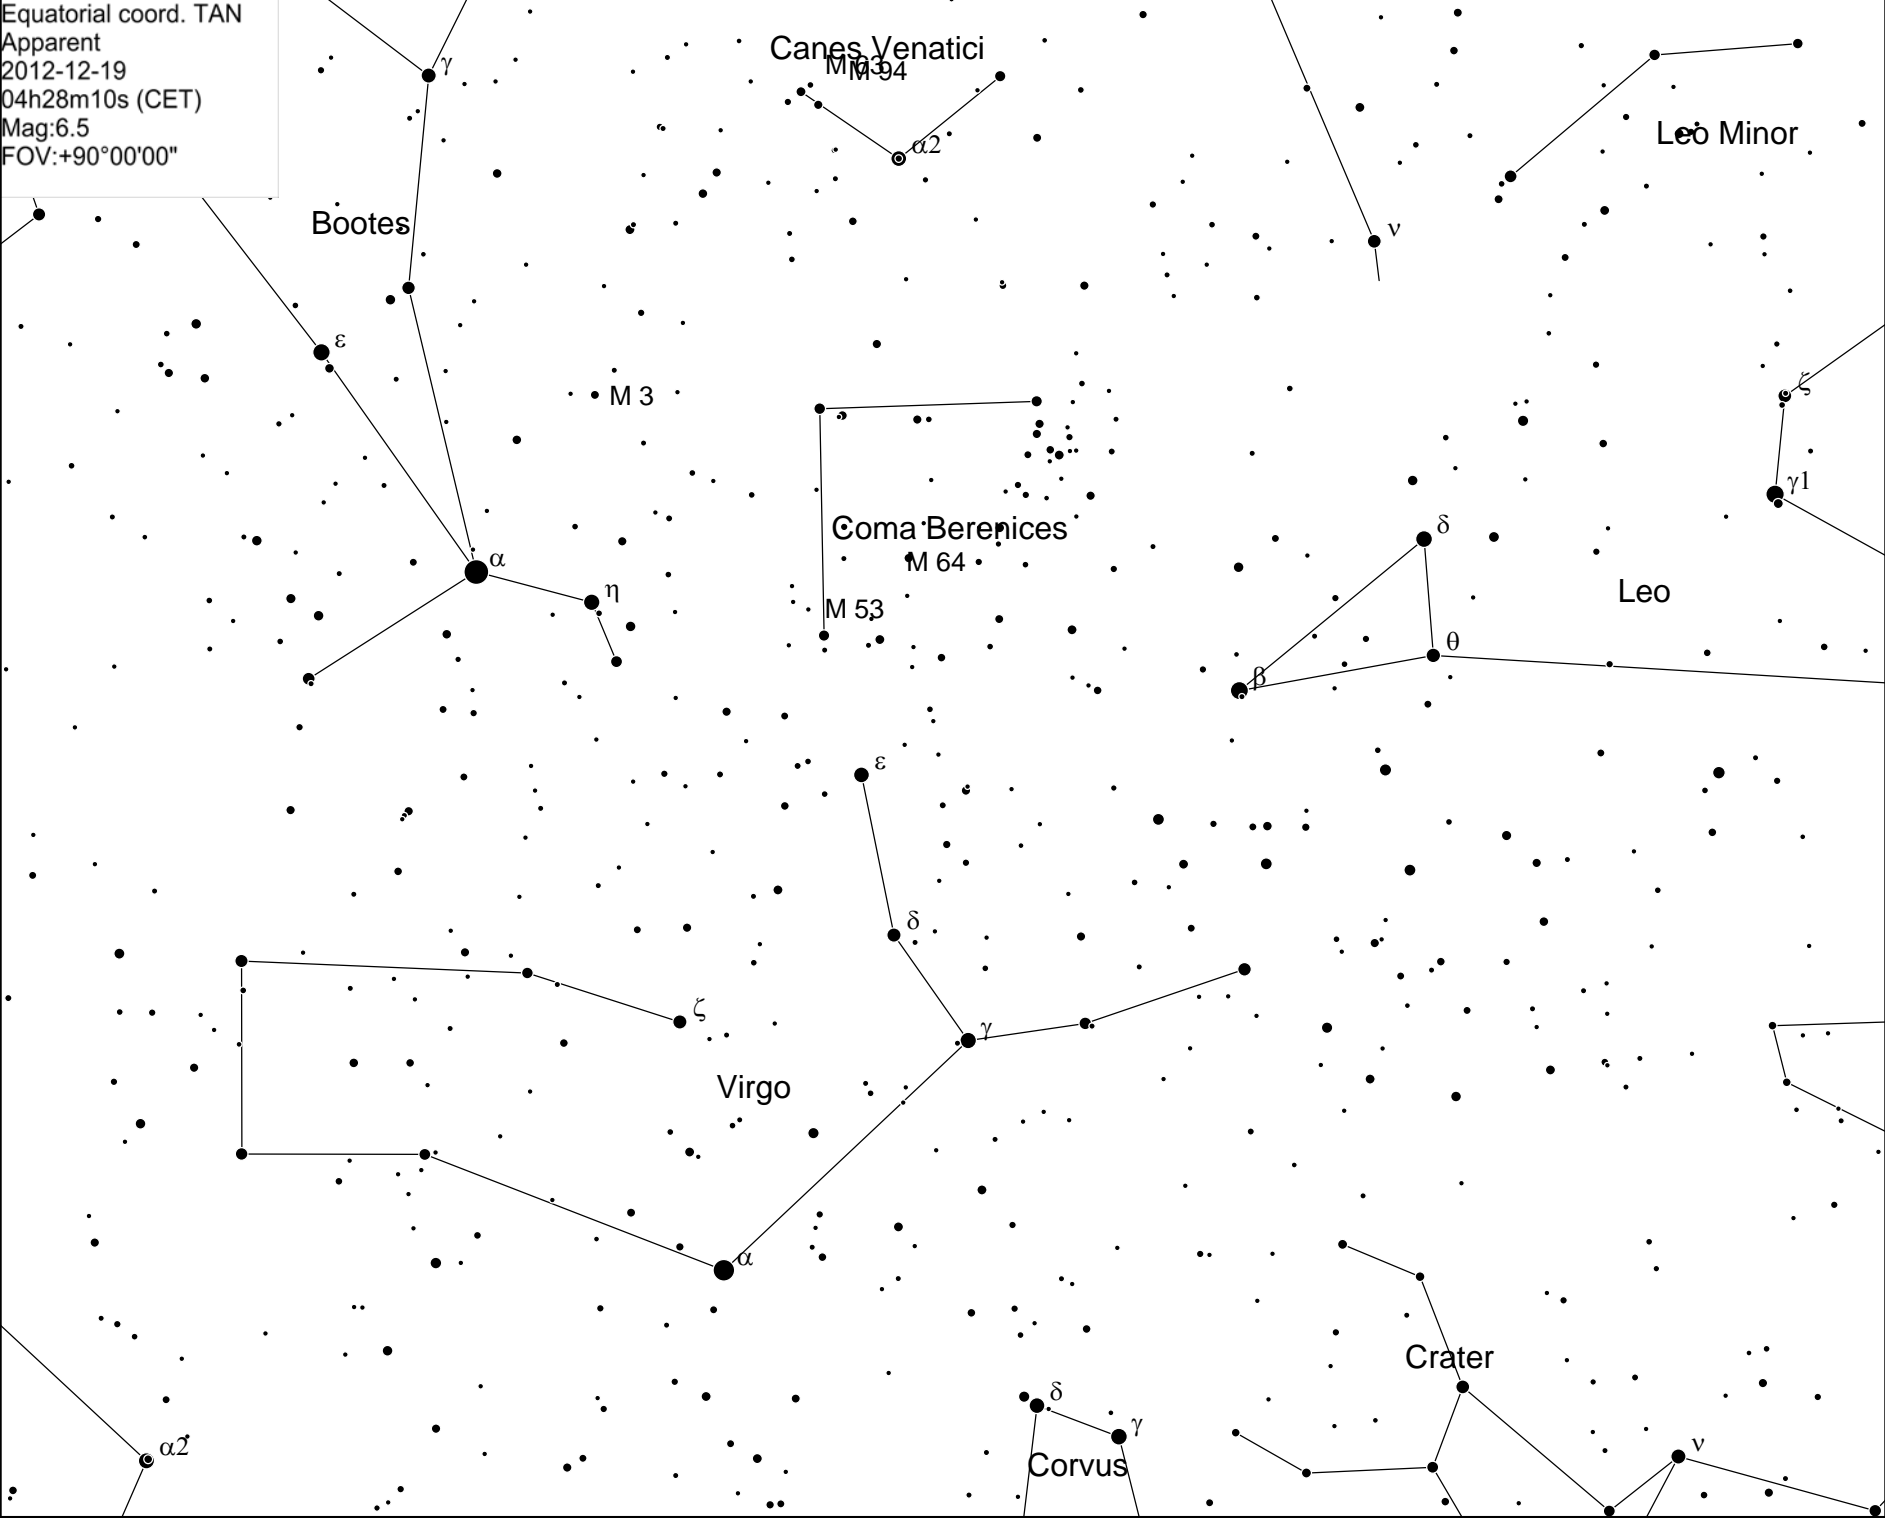 Equatorial coord. TAN
Apparent
2012-12-19
04h28m10s (CET)
Mag:6.5
FOV:+90°00'00"
γ
Canes Venatici
M 63
M 94
α2
Leo Minor
Bootes
ν
ε
M 3
ζ
γ1
Coma Berenices
δ
M 64
α
η
Leo
M 53
θ
β
ε
δ
ζ
γ
Virgo
α
Crater
δ
γ
α2
Corvus
ν